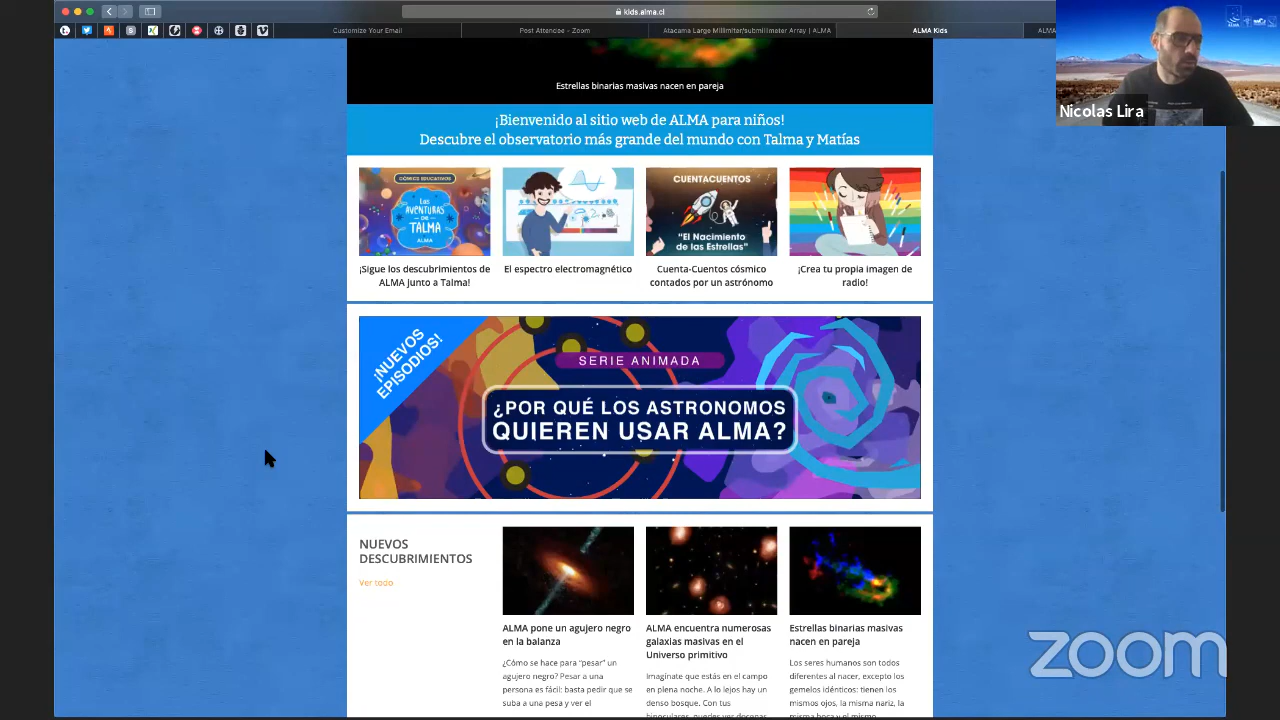 kids.alma.cl
Customize Your Email
Post Attendee - Zoom
Atacama Large Millimeter/submillimeter Array | ALMA
ALMA Kids
ALM
Nicolas Lira
Estrellas binarias masivas nacen en pareja
¡Bienvenido al sitio web de ALMA para niños!
Descubre el observatorio más grande del mundo con Talma y Matías
CÓMICS EDUCATIVOS
Las
AVENTURAS
DE
TALMA
ALMA
CUENTACUENTOS
"El Nacimiento
de las Estrellas"
¡Sigue los descubrimientos de
ALMA junto a Talma!
El espectro electromagnético
Cuenta-Cuentos cósmico
contados por un astrónomo
¡Crea tu propia imagen de
radio!
¡NUEVOS
EPISODIOS!
SERIE ANIMADA
¿POR QUÉ LOS ASTRONOMOS
QUIEREN USAR ALMA?
NUEVOS
DESCUBRIMIENTOS
Ver todo
ALMA pone un agujero negro
en la balanza
¿Cómo se hace para "pesar" un
agujero negro? Pesar a una
persona es fácil: basta pedir que se
suba a una pesa y ver el
ALMA encuentra numerosas
galaxias masivas en el
Universo primitivo
Imagínate que estás en el campo
en plena noche. A lo lejos hay un
denso bosque. Con tus
binoculares, puedes ver docenas
Estrellas binarias masivas
nacen en pareja
Los seres humanos son todos
diferentes al nacer, excepto los
gemelos idénticos: tienen los
mismos ojos, la misma nariz, la
misma boca y el mismo
zoom